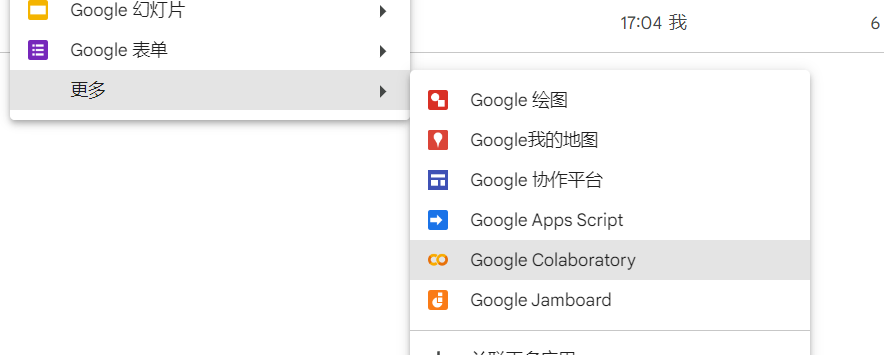 Google 幻灯片
17:04 我
6
Google 表单
更多
Google 绘图
Google我的地图
Google 协作平台
Google Apps Script
Google Colaboratory
Google Jamboard